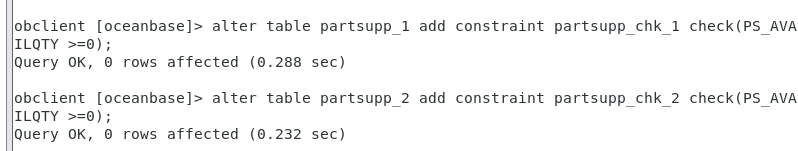 obclient [oceanbase]> alter table partsupp_1 add constraint partsupp_chk_1 check(PS_AVA
ILQTY >=0);
Query OK, 0 rows affected (0.288 sec)
obclient [oceanbase]> alter table partsupp_2 add constraint partsupp_chk_2 check(PS_AVA
ILQTY >=0);
Query OK, 0 rows affected (0.232 sec)